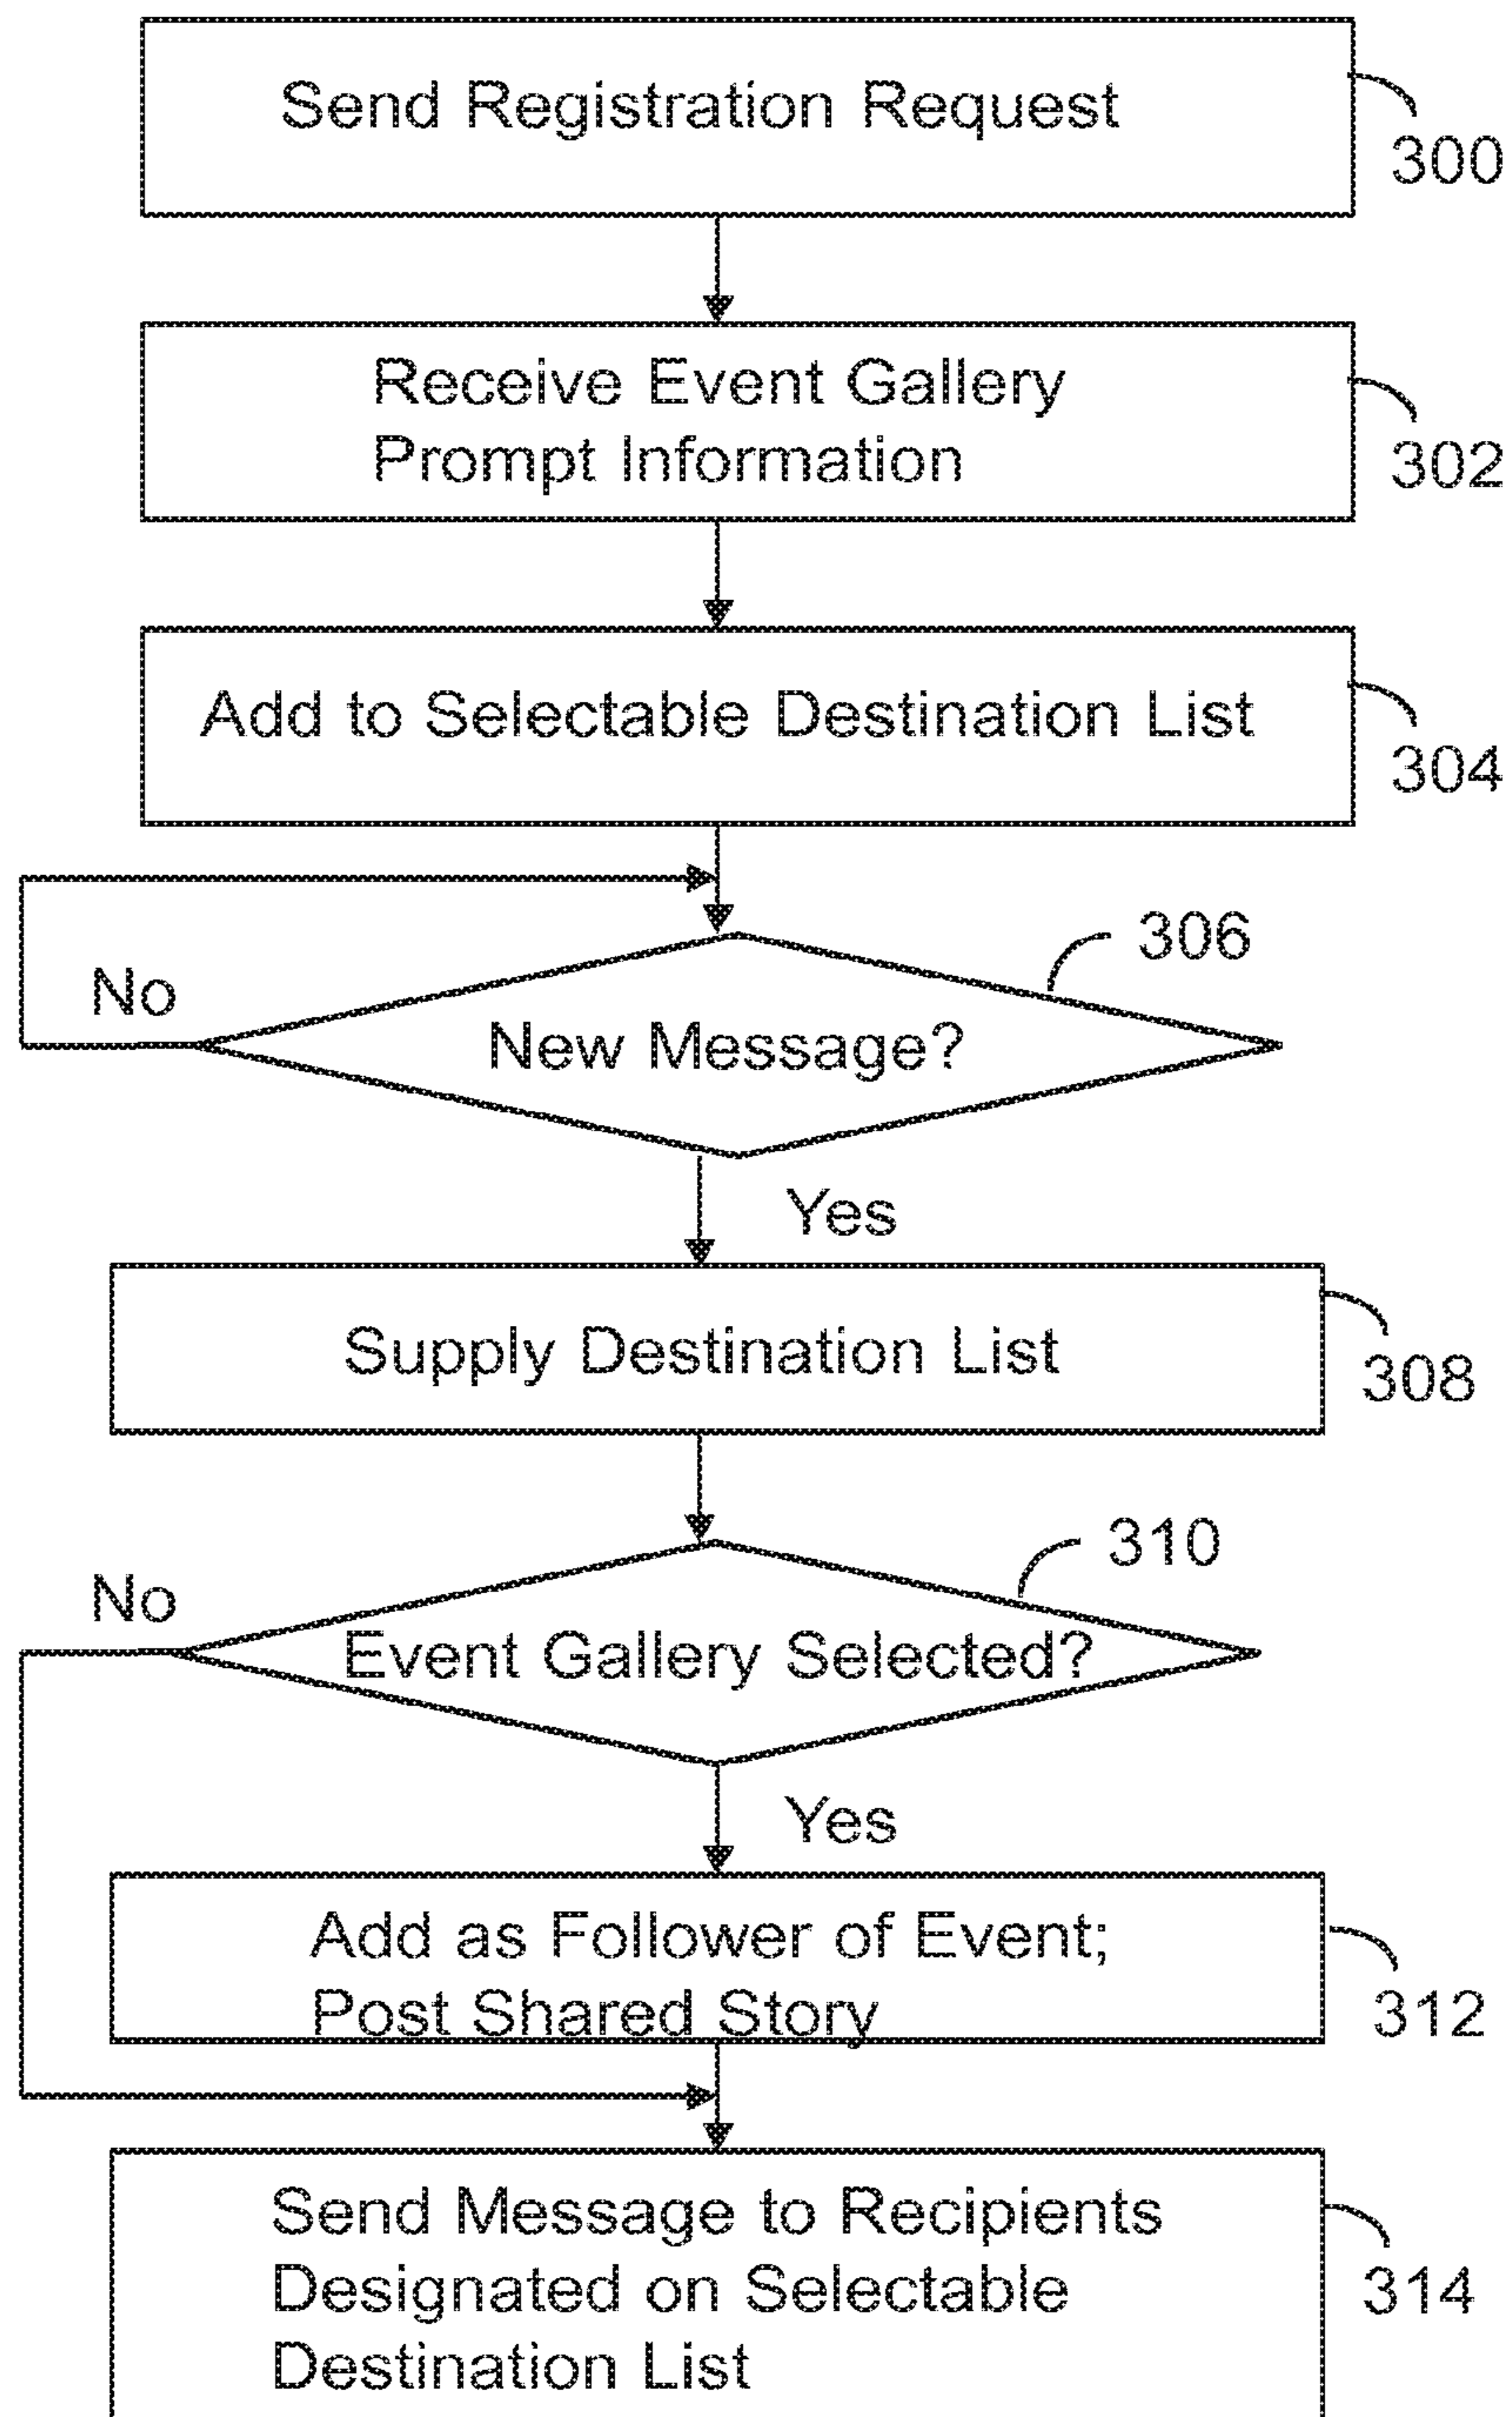 Send Registration Request
300
Receive Event Gallery
Prompt Information
302
Add to Selectable Destination List
304
306
No
New Message?
Yes
Supply Destination List
308
310
No
Event Gallery Selected?
Yes
Add as Follower of Event;
Post Shared Story
312
Send Message to Recipients
Designated on Selectable
Destination List
314